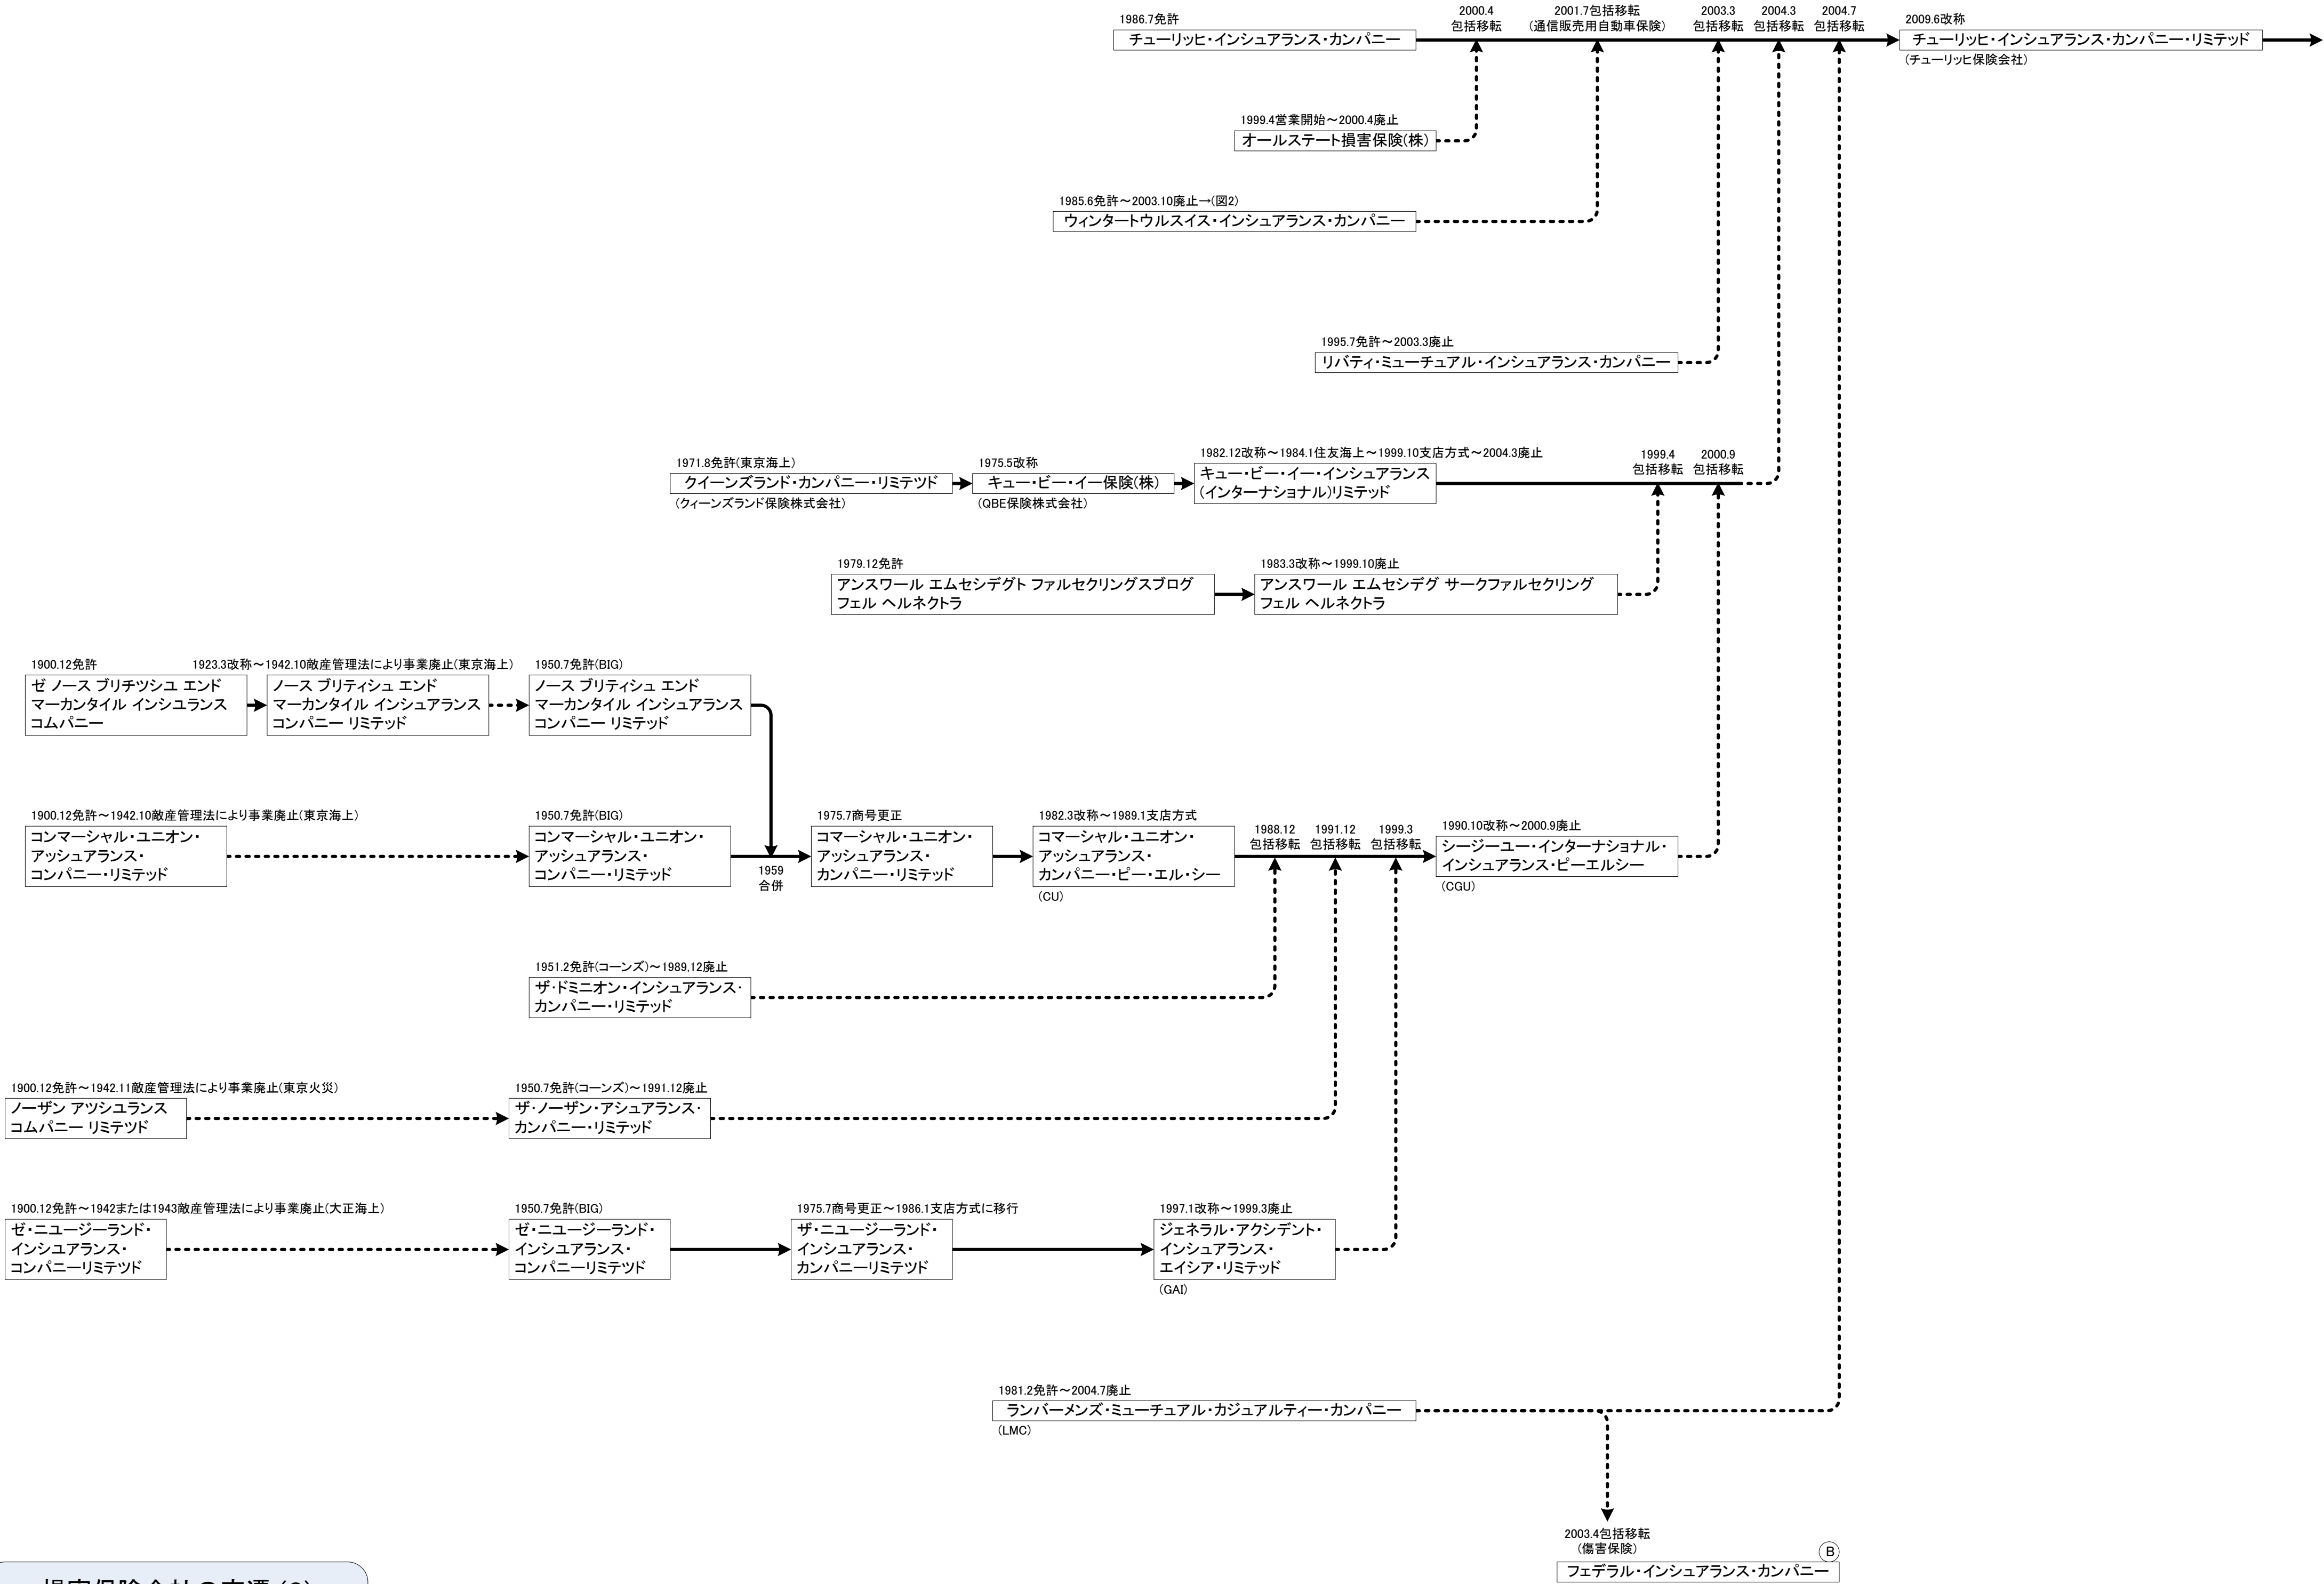 1986.7免許
2000.4
包括移転
2001.7包括移転
(通信販売用自動車保険)
2003.3
包括移転
2004.3
包括移転
2004.7
包括移転
2009.6改称
チューリッヒ・インシュアランス・カンパニー
チューリッヒ・インシュアランス・カンパニー・リミテッド
(チューリッヒ保険会社)
1999.4営業開始～2000.4廃止
オールステート損害保険(株)
1985.6免許～2003.10廃止→(図2)
ウィンタートウルスイス・インシュアランス・カンパニー
1995.7免許～2003.3廃止
リバティ・ミューチュアル・インシュアランス・カンパニー
1971.8免許(東京海上)
クイーンズランド・カンパニー・リミテツド
(クィーンズランド保険株式会社)
1975.5改称
キュー・ビー・イー保険(株)
(QBE保険株式会社)
1982.12改称～1984.1住友海上～1999.10支店方式～2004.3廃止
キュー・ビー・イー・インシュアランス
(インターナショナル)リミテッド
1999.4
包括移転
2000.9
包括移転
1979.12免許
アンスワール エムセシデグト ファルセクリングスブログ
フェル ヘルネクトラ
1983.3改称～1999.10廃止
アンスワール エムセシデグ サークファルセクリング
フェル ヘルネクトラ
1900.12免許
ゼ ノース ブリチツシユ エンド
マーカンタイル インシユランス
コムパニー
1923.3改称～1942.10敵産管理法により事業廃止(東京海上)
ノース ブリティシュ エンド
マーカンタイル インシュアランス
コンパニー リミテッド
1950.7免許(BIG)
ノース ブリティシュ エンド
マーカンタイル インシュアランス
コンパニー リミテッド
1900.12免許～1942.10敵産管理法により事業廃止(東京海上)
コンマーシャル・ユニオン・
アッシュアランス・
コンパニー・リミテッド
1950.7免許(BIG)
コンマーシャル・ユニオン・
アッシュアランス・
コンパニー・リミテッド
1959
合併
1975.7商号更正
コマーシャル・ユニオン・
アッシュアランス・
カンパニー・リミテッド
1982.3改称～1989.1支店方式
コマーシャル・ユニオン・
アッシュアランス・
カンパニー・ピー・エル・シー
(CU)
1988.12
包括移転
1991.12
包括移転
1999.3
包括移転
1990.10改称～2000.9廃止
シージーユー・インターナショナル・
インシュアランス・ピーエルシー
(CGU)
1951.2免許(コーンズ)～1989,12廃止
ザ・ドミニオン・インシュアランス・
カンパニー・リミテッド
1900.12免許～1942.11敵産管理法により事業廃止(東京火災)
ノーザン アツシユランス
コムパニー リミテツド
1950.7免許(コーンズ)～1991.12廃止
ザ・ノーザン・アシュアランス・
カンパニー・リミテッド
1900.12免許～1942または1943敵産管理法により事業廃止(大正海上)
ゼ・ニュージーランド・
インシユアランス・
コンパニーリミテツド
1950.7免許(BIG)
ゼ・ニュージーランド・
インシユアランス・
コンパニーリミテツド
1975.7商号更正～1986.1支店方式に移行
ザ・ニュージーランド・
インシユアランス・
カンパニーリミテツド
1997.1改称～1999.3廃止
ジェネラル・アクシデント・
インシュアランス・
エイシア・リミテッド
(GAI)
1981.2免許～2004.7廃止
ランバーメンズ・ミューチュアル・カジュアルティー・カンパニー
(LMC)
2003.4包括移転
(傷害保険)
B
フェデラル・インシュアランス・カンパニー